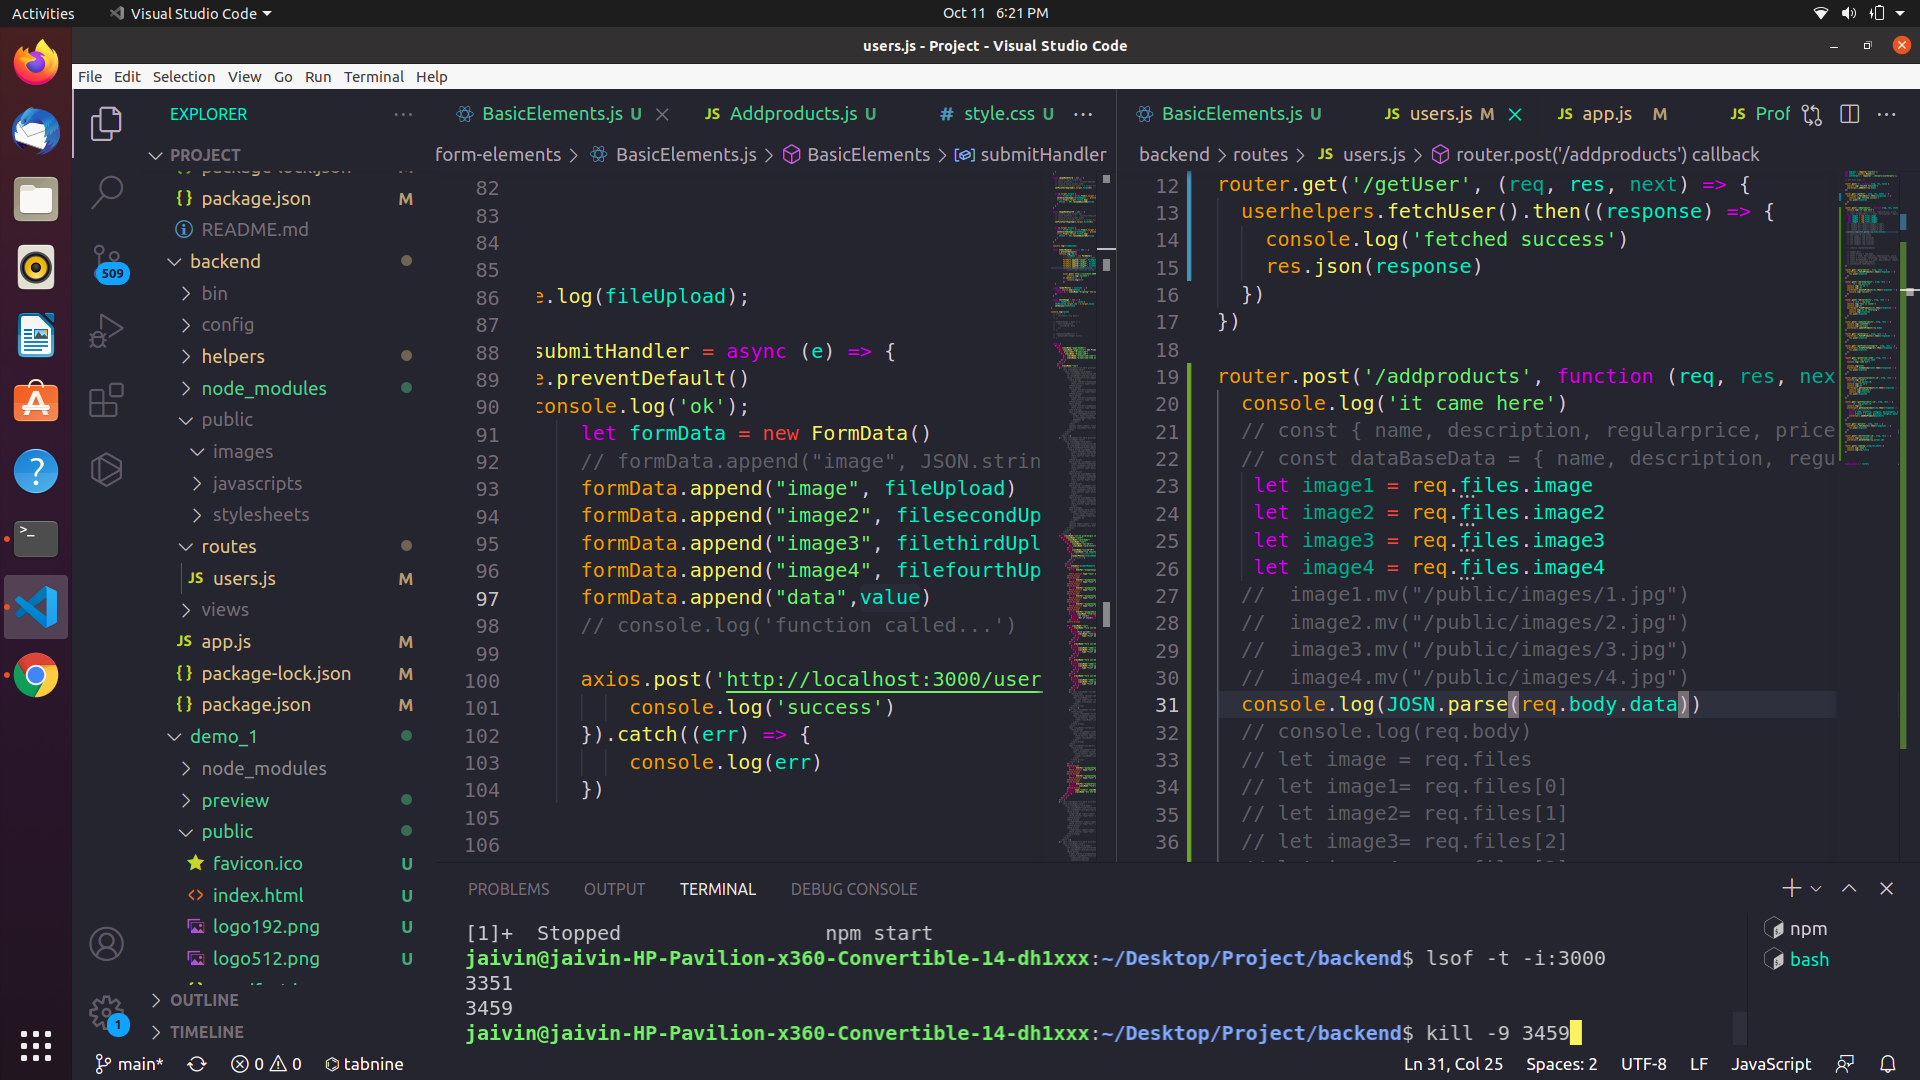 Activities
Visual Studio Code
Oct 11 6:21 PM
users.js - Project - Visual Studio Code
File Edit Selection View Go Run Terminal Help
EXPLORER
PROJECT
package.json M
README.md
backend
bin
config
helpers
node_modules
public
images
javascripts
stylesheets
routes
users.js M
views
app.js M
package-lock.json M
package.json M
demo_1
node_modules
preview
public
favicon.ico U
index.html U
logo192.png U
logo512.png U
OUTLINE
TIMELINE
509
1
BasicElements.js U
JS Addproducts.js U
# style.css U
form-elements > BasicElements.js > BasicElements > submitHandler
82
83
84
85
86 e.log(fileUpload);
87
88 submitHandler = async (e) => {
89 e.preventDefault()
90 console.log('ok');
91 let formData = new FormData()
92 // formData.append("image", JSON.strin
93 formData.append("image", fileUpload)
94 formData.append("image2", filesecondUp
95 formData.append("image3", filethirdUpl
96 formData.append("image4", filefourthUp
97 formData.append("data",value)
98 // console.log('function called...')
99
100 axios.post('http://localhost:3000/user
101 console.log('success')
102 }).catch((err) => {
103 console.log(err)
104 })
105
106
BasicElements.js U
JS users.js M
JS app.js M
JS Prof
backend > routes > JS users.js > router.post('/addproducts') callback
12 router.get('/getUser', (req, res, next) => {
13 userhelpers.fetchUser().then((response) => {
14 console.log('fetched success')
15 res.json(response)
16 })
17 })
18
19 router.post('/addproducts', function (req, res, nex
20 console.log('it came here')
21 // const { name, description, regularprice, price
22 // const dataBaseData = { name, description, regu
23 let image1 = req.files.image
24 let image2 = req.files.image2
25 let image3 = req.files.image3
26 let image4 = req.files.image4
27 // image1.mv("/public/images/1.jpg")
28 // image2.mv("/public/images/2.jpg")
29 // image3.mv("/public/images/3.jpg")
30 // image4.mv("/public/images/4.jpg")
31 console.log(JOSN.parse(req.body.data))
32 // console.log(req.body)
33 // let image = req.files
34 // let image1= req.files[0]
35 // let image2= req.files[1]
36 // let image3= req.files[2]
PROBLEMS OUTPUT TERMINAL DEBUG CONSOLE
[1]+ Stopped npm start
jaivin@jaivin-HP-Pavilion-x360-Convertible-14-dh1xxx:~/Desktop/Project/backend$ lsof -t -i:3000
3351
3459
jaivin@jaivin-HP-Pavilion-x360-Convertible-14-dh1xxx:~/Desktop/Project/backend$ kill -9 3459
npm
bash
main* 0 0 tabnine
Ln 31, Col 25 Spaces: 2 UTF-8 LF JavaScript